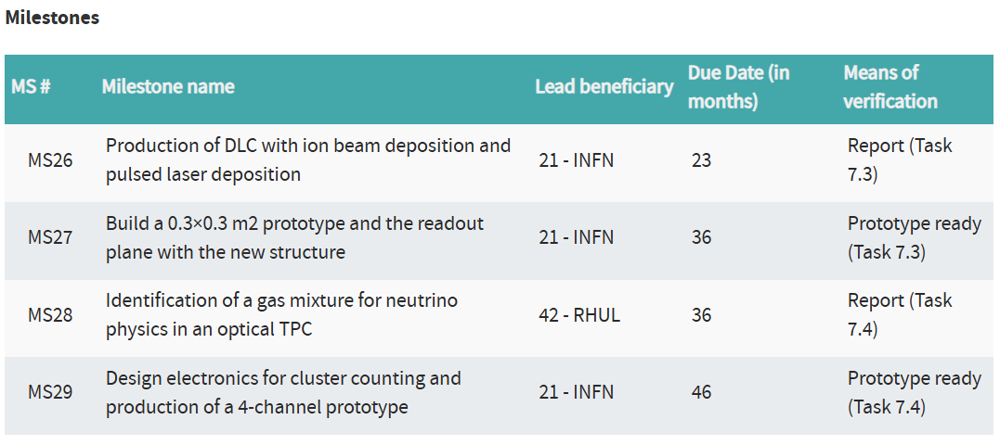 Milestones
MS # Milestone name Lead beneficiary Due Date (in months) Means of verification
MS26 Production of DLC with ion beam deposition and pulsed laser deposition 21 - INFN 23 Report (Task 7.3)
MS27 Build a 0.3×0.3 m2 prototype and the readout plane with the new structure 21 - INFN 36 Prototype ready (Task 7.3)
MS28 Identification of a gas mixture for neutrino physics in an optical TPC 42 - RHUL 36 Report (Task 7.4)
MS29 Design electronics for cluster counting and production of a 4-channel prototype 21 - INFN 46 Prototype ready (Task 7.4)